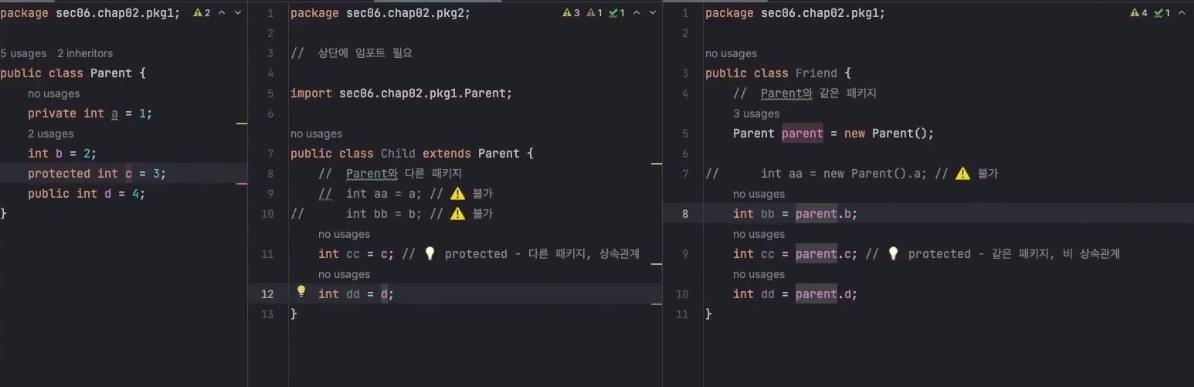 package sec06.chap02.pkg1;
2
5 usages 2 inheritors
public class Parent {
no usages
private int a = 1;
2 usages
int b = 2;
protected int c = 3;
public int d = 4;
}
1 package sec06.chap02.pkg2;
3 1 1
2
3 // 상단에 임포트 필요
4
5 import sec06.chap02.pkg1.Parent;
6
no usages
7 public class Child extends Parent {
8 // Parent와 다른 패키지
9 // int aa = a; // ⚠️ 불가
10 // int bb = b; // ⚠️ 불가
no usages
11 int cc = c; // 💡 protected - 다른 패키지, 상속관계
no usages
12 int dd = d;
13 }
1 package sec06.chap02.pkg1;
4 1
2
no usages
3 public class Friend {
4 // Parent와 같은 패키지
3 usages
5 Parent parent = new Parent();
6
7 // int aa = new Parent().a; // ⚠️ 불가
no usages
8 int bb = parent.b;
no usages
9 int cc = parent.c; // 💡 protected - 같은 패키지, 비 상속관계
no usages
10 int dd = parent.d;
11 }